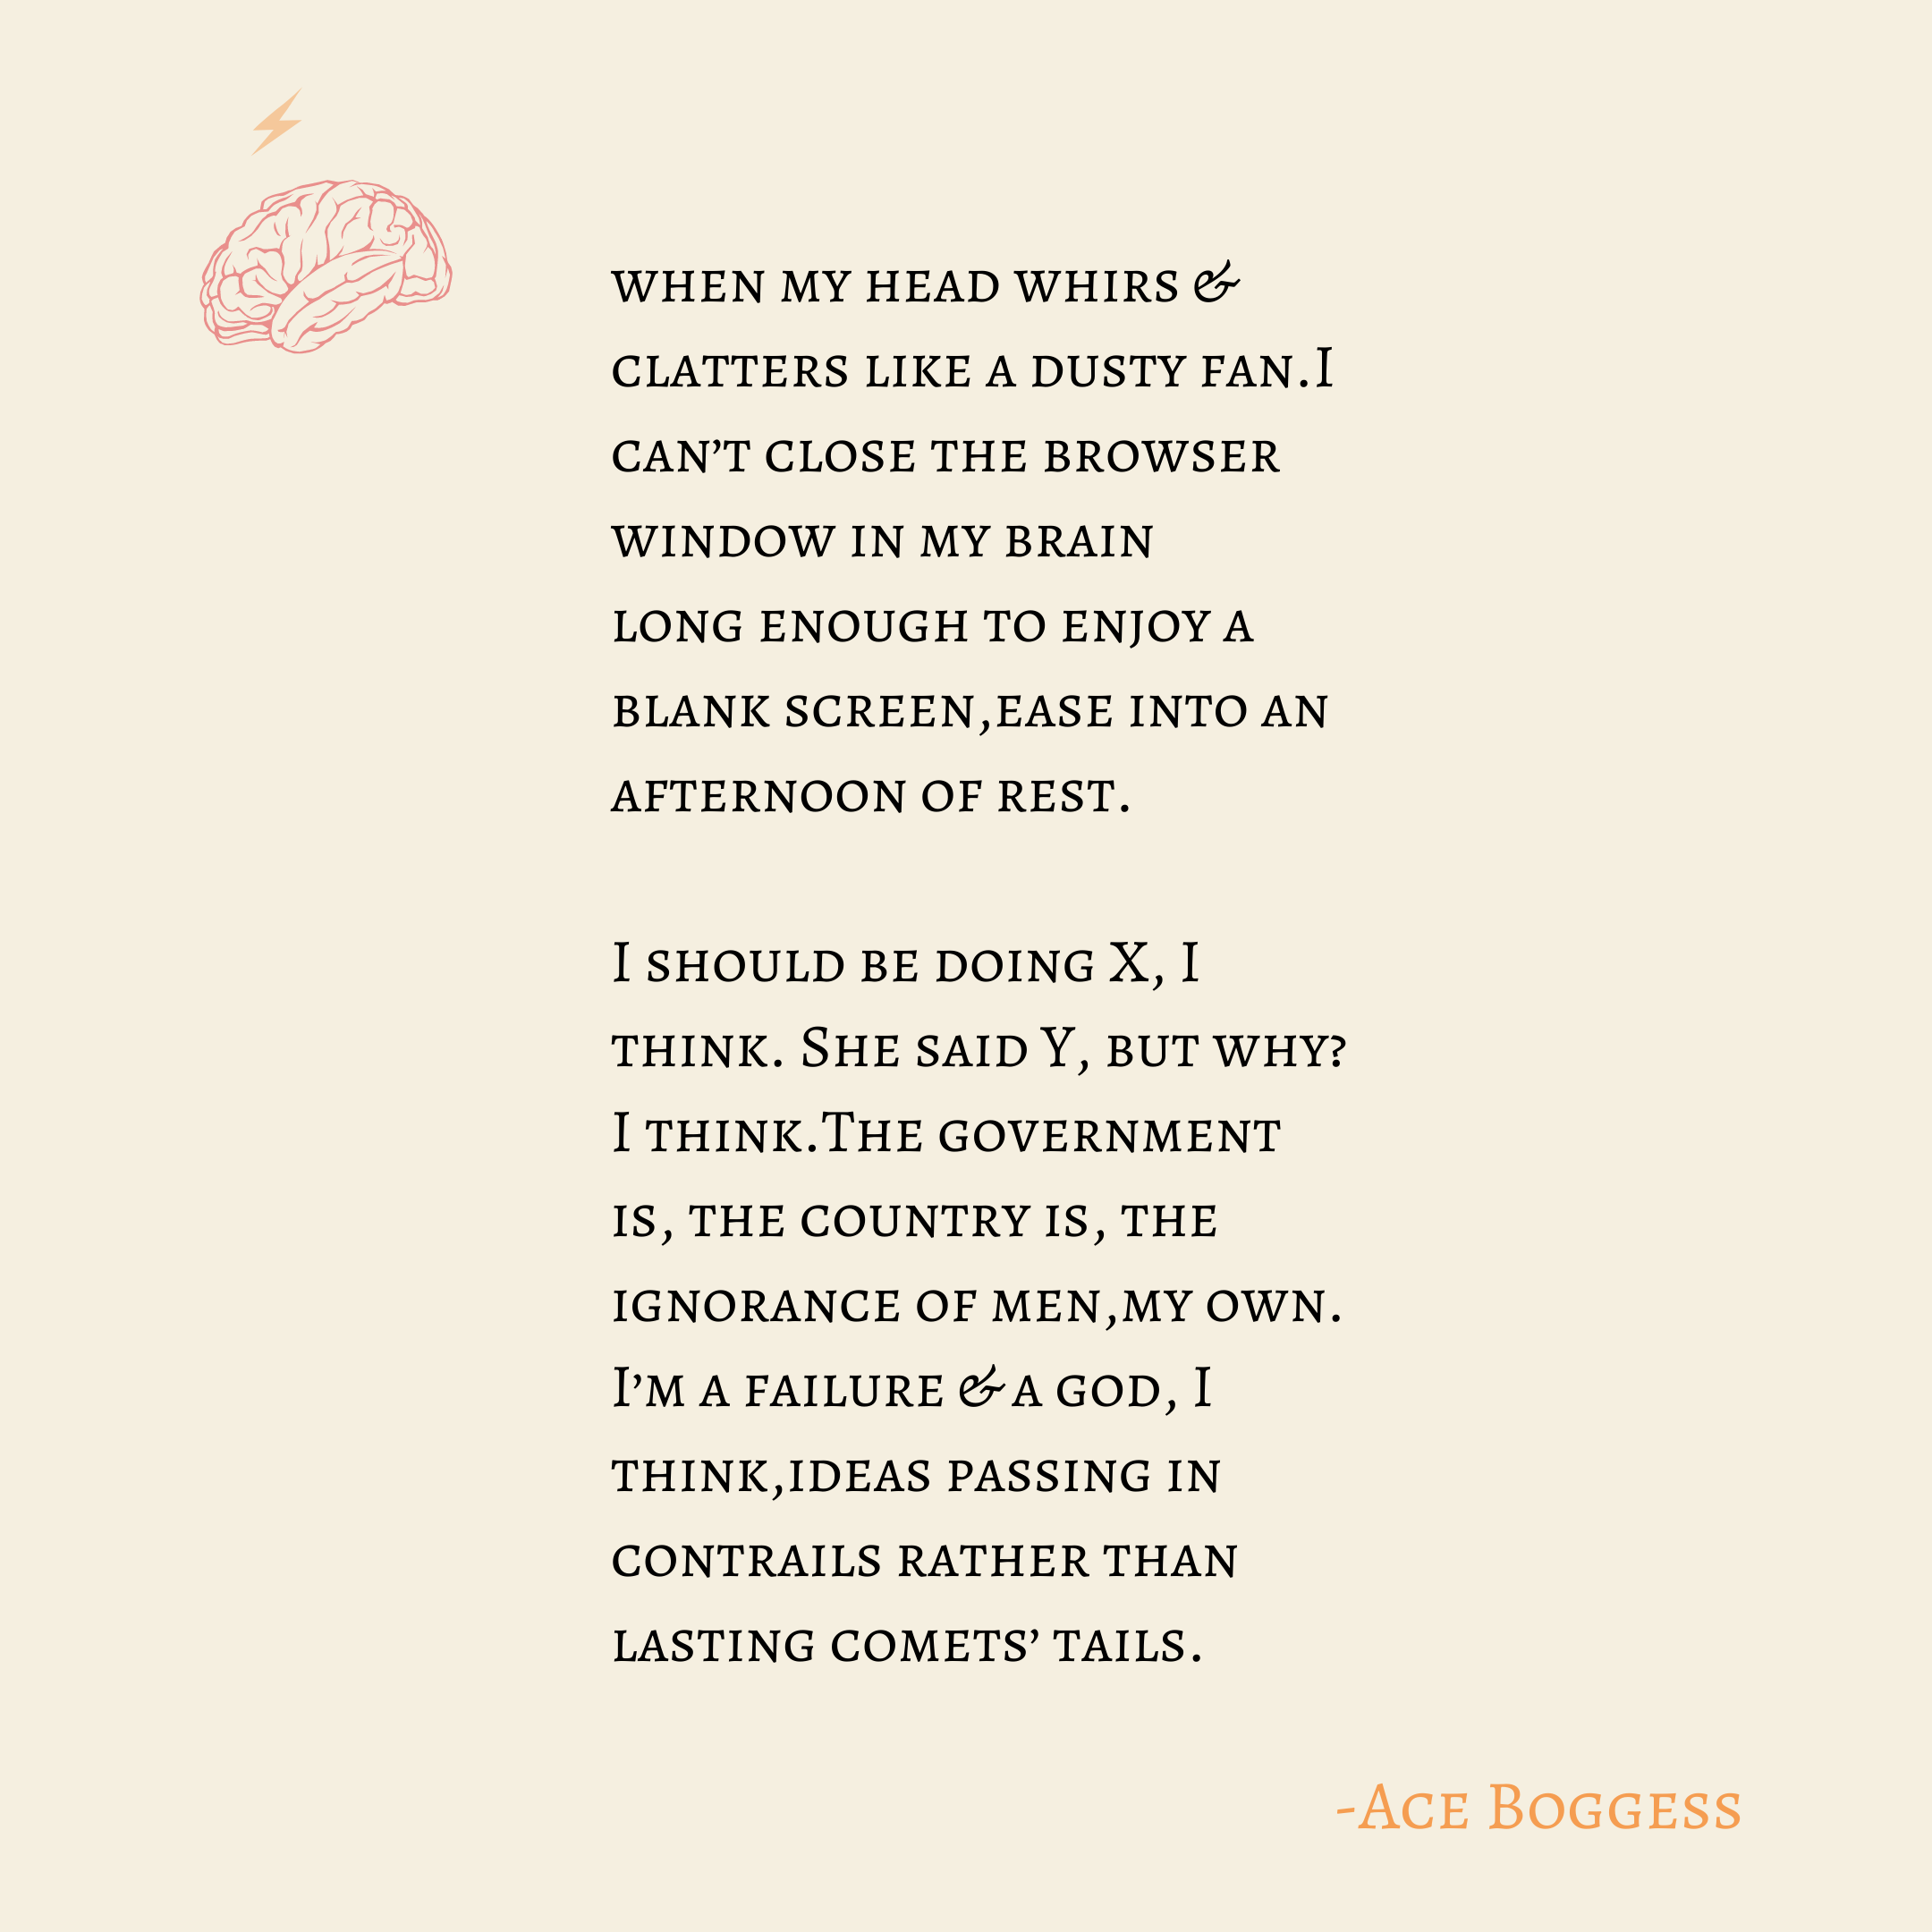 when my head whirs &
clatters like a dusty fan.I
can’t close the browser
window in my brain
long enough to enjoy a
blank screen,ease into an
afternoon of rest.
I should be doing X, I
think. She said Y, but why?
I think.The government
is, the country is, the
ignorance of men,my own.
I’m a failure &a god, I
think,ideas passing in
contrails rather than
lasting comets’ tails.
-Ace Boggess